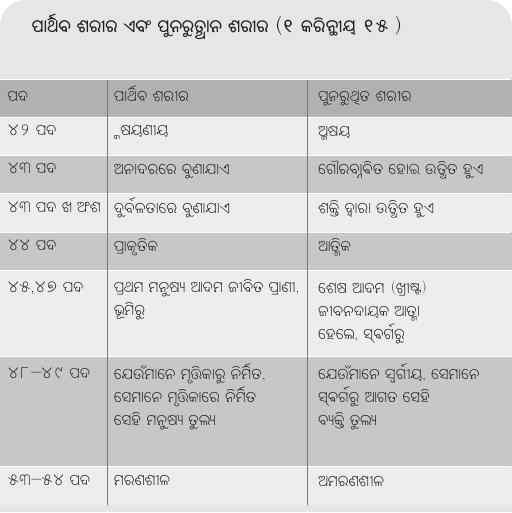 ପାର୍ଥିବ ଶରୀର ଏବଂ ପୁନରୁତ୍ଥାନ ଶରୀର (୧ କରିନ୍ଥୀୟ ୧୫ )
ପଦ ପାର୍ଥିବ ଶରୀର ପୁନରୁଥିତ ଶରୀର
୪୨ ପଦ କ୍ଷୟଣୀୟ ଅକ୍ଷୟ
୪୩ ପଦ ଅନାଦରରେ ବୁଣାଯାଏ ଗୌରବାନ୍ଵିତ ହୋଇ ଉତ୍ଥିତ ହୁଏ
୪୩ ପଦ ଖ ଅଂଶ ଦୁର୍ବଳତାରେ ବୁଣାଯାଏ ଶକ୍ତି ଦ୍ୱାରା ଉତ୍ଥିତ ହୁଏ
୪୪ ପଦ ପ୍ରାକୃତିକ ଆତ୍ମିକ
୪୫,୪୭ ପଦ ପ୍ରଥମ ମନୁଷ୍ୟ ଆଦମ ଜୀବିତ ପ୍ରାଣୀ, ଶେଷ ଆଦମ (ଖ୍ରୀଷ୍ଟ)
ଭୂମିରୁ ଜୀବନଦାୟକ ଆତ୍ମା
ହେଲେ, ସ୍ଵର୍ଗରୁ
୪୮–୪୯ ପଦ ଯେଉଁମାନେ ମୃତ୍ତିକାରୁ ନିର୍ମିତ, ଯେଉଁମାନେ ସ୍ୱର୍ଗୀୟ, ସେମାନେ
ସେମାନେ ମୃତ୍ତିକାରେ ନିର୍ମିତ ସ୍ଵର୍ଗରୁ ଆଗତ ସେହି
ସେହି ମନୁଷ୍ୟ ତୁଲ୍ୟ ବ୍ୟକ୍ତି ତୁଲ୍ୟ
୫୩–୫୪ ପଦ ମରଣଶୀଳ ଅମରଣଶୀଳ